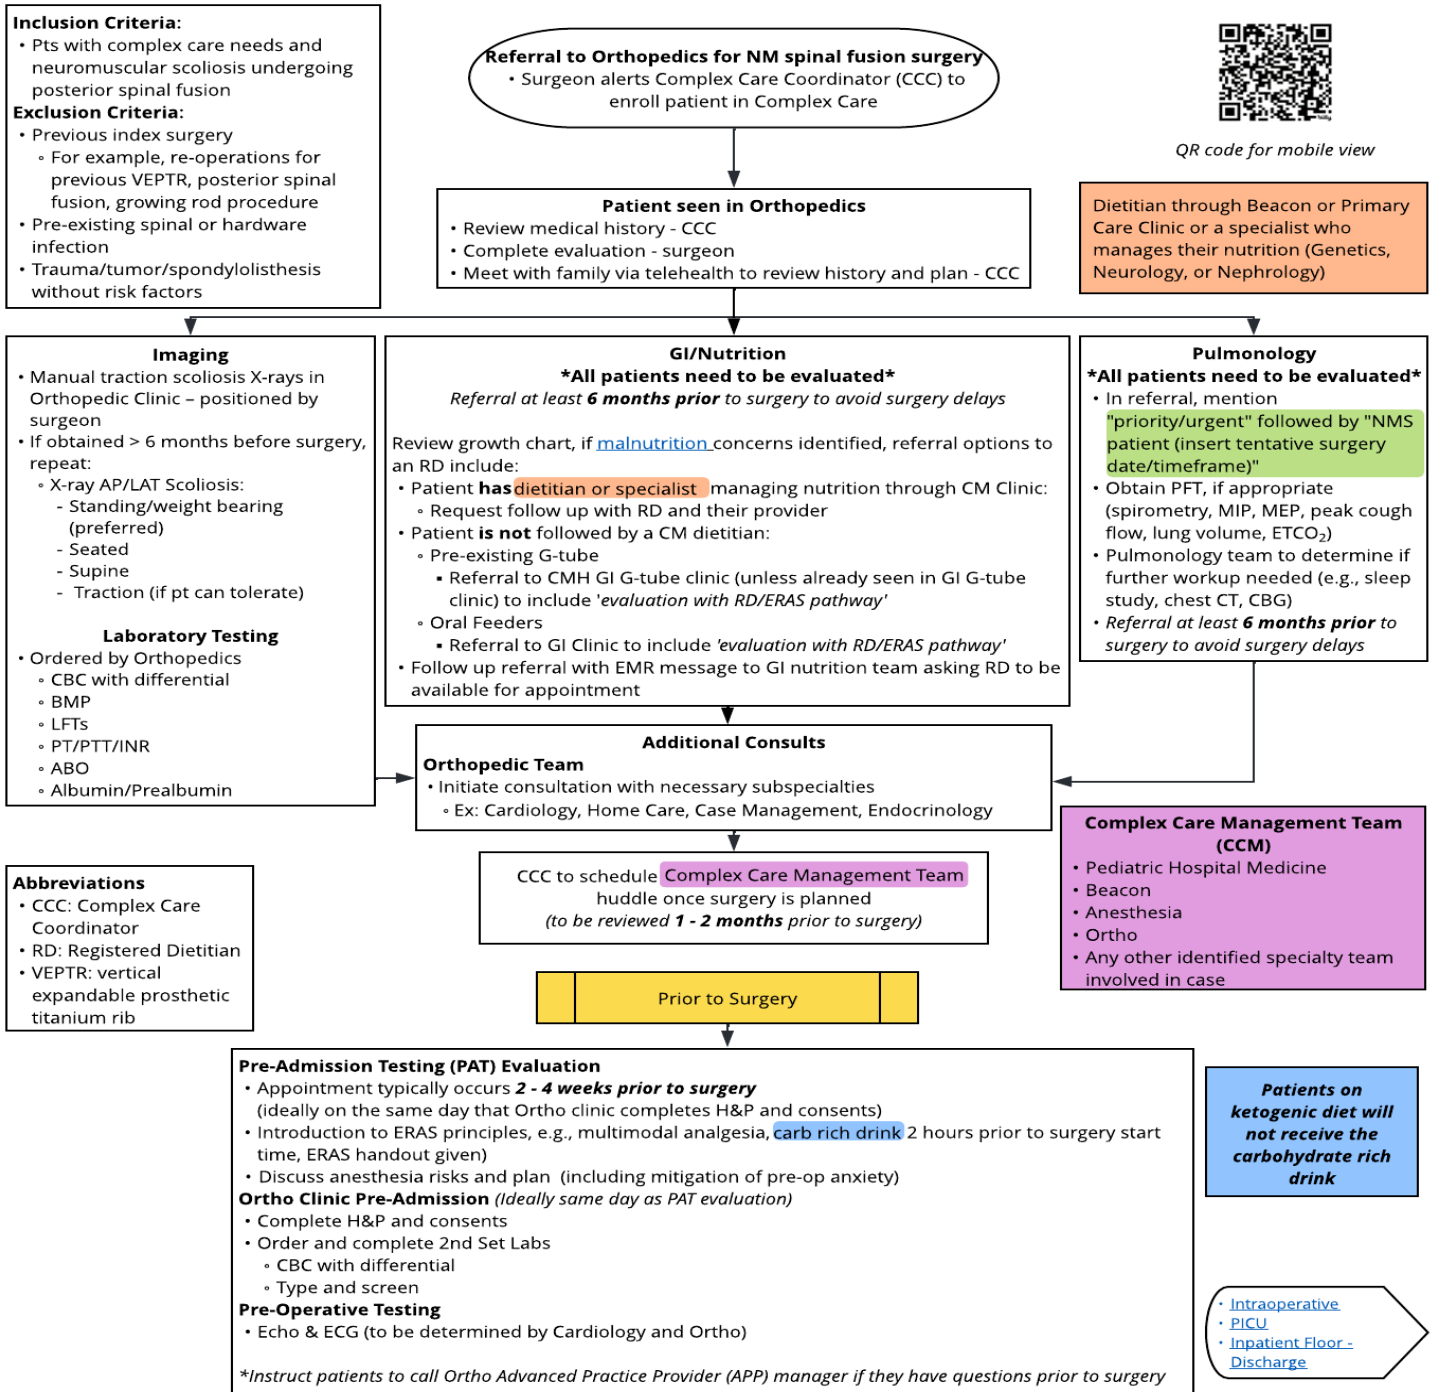 Inclusion Criteria:
• Pts with complex care needs and
neuromuscular scoliosis undergoing
posterior spinal fusion
Exclusion Criteria:
• Previous index surgery
◦ For example, re-operations for
previous VEPTR, posterior spinal
fusion, growing rod procedure
• Pre-existing spinal or hardware
infection
• Trauma/tumor/spondylolisthesis
without risk factors
Referral to Orthopedics for NM spinal fusion surgery
• Surgeon alerts Complex Care Coordinator (CCC) to
enroll patient in Complex Care
QR code for mobile view
Patient seen in Orthopedics
• Review medical history - CCC
• Complete evaluation - surgeon
• Meet with family via telehealth to review history and plan - CCC
Dietitian through Beacon or Primary
Care Clinic or a specialist who
manages their nutrition (Genetics,
Neurology, or Nephrology)
Imaging
• Manual traction scoliosis X-rays in
Orthopedic Clinic – positioned by
surgeon
• If obtained > 6 months before surgery,
repeat:
◦ X-ray AP/LAT Scoliosis:
- Standing/weight bearing
(preferred)
- Seated
- Supine
- Traction (if pt can tolerate)
Laboratory Testing
• Ordered by Orthopedics
◦ CBC with differential
◦ BMP
◦ LFTs
◦ PT/PTT/INR
◦ ABO
◦ Albumin/Prealbumin
GI/Nutrition
*All patients need to be evaluated*
Referral at least 6 months prior to surgery to avoid surgery delays
Review growth chart, if malnutrition concerns identified, referral options to
an RD include:
• Patient has dietitian or specialist managing nutrition through CM Clinic:
◦ Request follow up with RD and their provider
• Patient is not followed by a CM dietitian:
◦ Pre-existing G-tube
▪ Referral to CMH GI G-tube clinic (unless already seen in GI G-tube
clinic) to include 'evaluation with RD/ERAS pathway'
◦ Oral Feeders
▪ Referral to GI Clinic to include 'evaluation with RD/ERAS pathway'
• Follow up referral with EMR message to GI nutrition team asking RD to be
available for appointment
Pulmonology
*All patients need to be evaluated*
• In referral, mention
"priority/urgent" followed by "NMS
patient (insert tentative surgery
date/timeframe)"
• Obtain PFT, if appropriate
(spirometry, MIP, MEP, peak cough
flow, lung volume, ETCO₂)
• Pulmonology team to determine if
further workup needed (e.g., sleep
study, chest CT, CBG)
• Referral at least 6 months prior to
surgery to avoid surgery delays
Additional Consults
Orthopedic Team
• Initiate consultation with necessary subspecialties
◦ Ex: Cardiology, Home Care, Case Management, Endocrinology
CCC to schedule Complex Care Management Team
huddle once surgery is planned
(to be reviewed 1 - 2 months prior to surgery)
Complex Care Management Team
(CCM)
• Pediatric Hospital Medicine
• Beacon
• Anesthesia
• Ortho
• Any other identified specialty team
involved in case
Abbreviations
• CCC: Complex Care
Coordinator
• RD: Registered Dietitian
• VEPTR: vertical
expandable prosthetic
titanium rib
Prior to Surgery
Pre-Admission Testing (PAT) Evaluation
• Appointment typically occurs 2 - 4 weeks prior to surgery
(ideally on the same day that Ortho clinic completes H&P and consents)
• Introduction to ERAS principles, e.g., multimodal analgesia, carb rich drink 2 hours prior to surgery start
time, ERAS handout given)
• Discuss anesthesia risks and plan (including mitigation of pre-op anxiety)
Ortho Clinic Pre-Admission (Ideally same day as PAT evaluation)
• Complete H&P and consents
• Order and complete 2nd Set Labs
◦ CBC with differential
◦ Type and screen
Pre-Operative Testing
• Echo & ECG (to be determined by Cardiology and Ortho)
*Instruct patients to call Ortho Advanced Practice Provider (APP) manager if they have questions prior to surgery
Patients on
ketogenic diet will
not receive the
carbohydrate rich
drink
• Intraoperative
• PICU
• Inpatient Floor -
Discharge